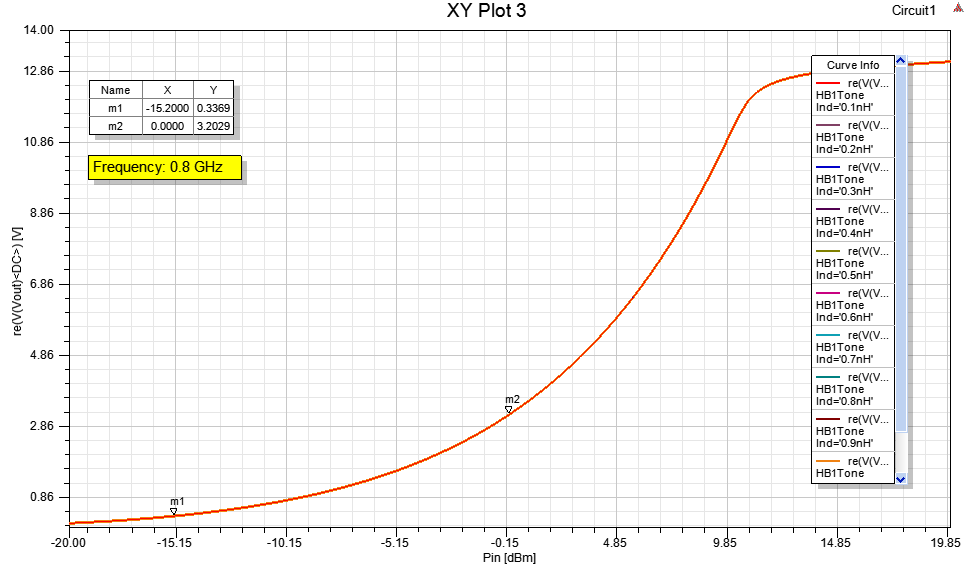 XY Plot 3
Circuit1
14.00
12.86
10.86
8.86
6.86
4.86
2.86
0.86
re(V(Vout)<DC>) [V]
Name X Y
m1 -15.2000 0.3369
m2 0.0000 3.2029
Frequency: 0.8 GHz
m1
m2
Curve Info
re(V(V...
HB1Tone
Ind='0.1nH'
re(V(V...
HB1Tone
Ind='0.2nH'
re(V(V...
HB1Tone
Ind='0.3nH'
re(V(V...
HB1Tone
Ind='0.4nH'
re(V(V...
HB1Tone
Ind='0.5nH'
re(V(V...
HB1Tone
Ind='0.6nH'
re(V(V...
HB1Tone
Ind='0.7nH'
re(V(V...
HB1Tone
Ind='0.8nH'
re(V(V...
HB1Tone
Ind='0.9nH'
re(V(V...
HB1Tone
-20.00 -15.15 -10.15 -5.15 -0.15 4.85 9.85 14.85 19.85
Pin [dBm]